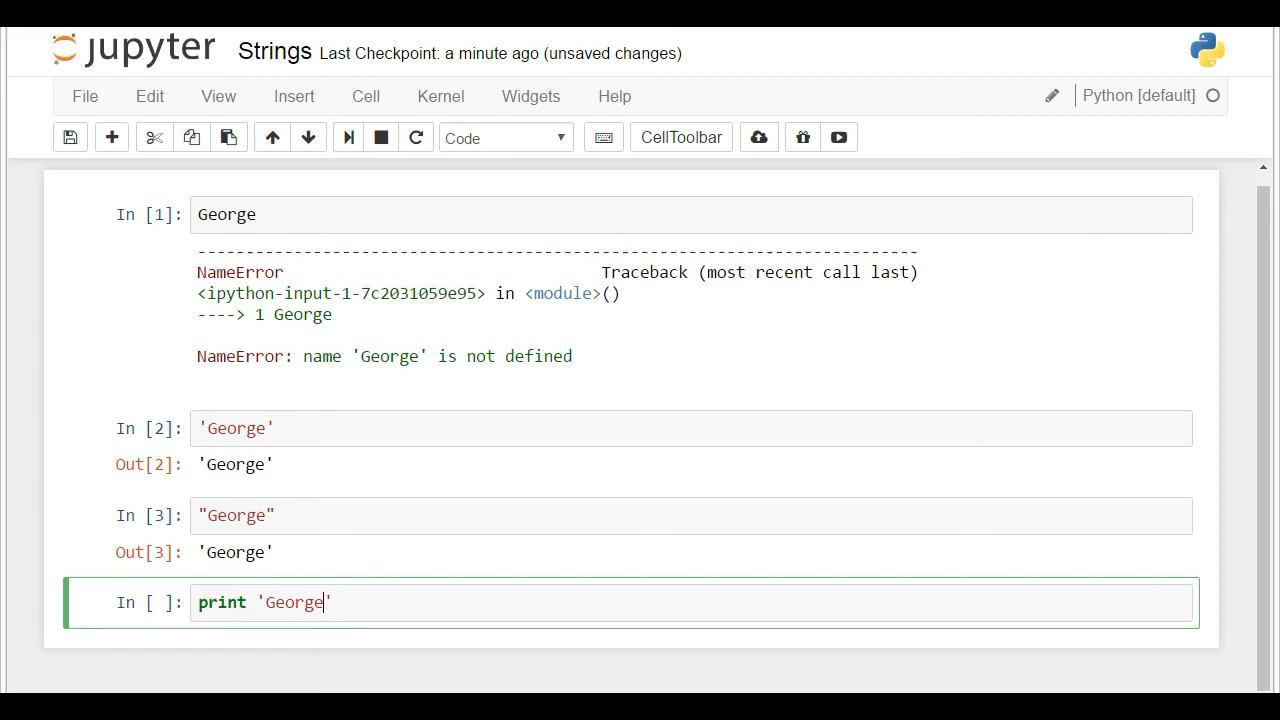 jupyter Strings Last Checkpoint: a minute ago (unsaved changes)
File Edit View Insert Cell Kernel Widgets Help Python [default]
Code CellToolbar
In [1]: George
---------------------------------------------------------------------------
NameError Traceback (most recent call last)
<ipython-input-1-7c2031059e95> in <module>()
----> 1 George
NameError: name 'George' is not defined
In [2]: 'George'
Out[2]: 'George'
In [3]: "George"
Out[3]: 'George'
In [ ]: print 'George'